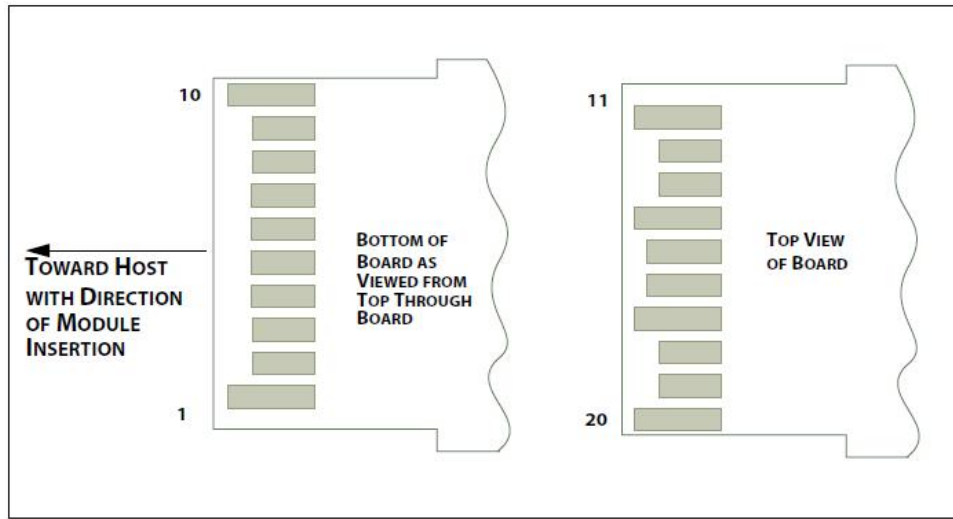 10
1
TOWARD HOST
WITH DIRECTION
OF MODULE
INSERTION
BOTTOM OF
BOARD AS
VIEWED FROM
TOP THROUGH
BOARD
11
20
TOP VIEW
OF BOARD